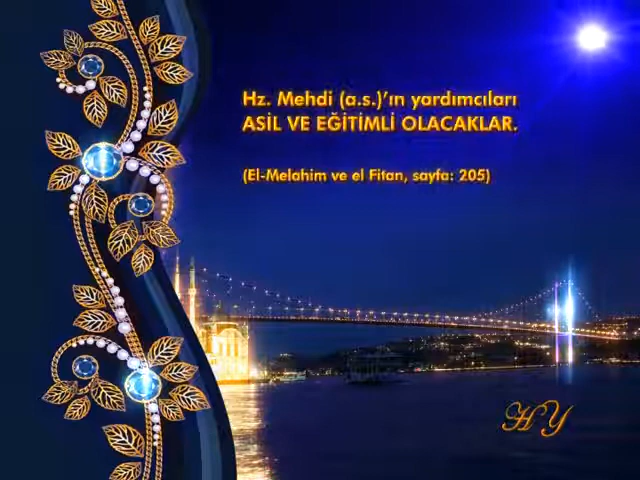 Hz. Mehdi (a.s.)'ın yardımcıları
ASİL VE EĞİTİMLİ OLACAKLAR.
(El-Melahim ve el Fitan, sayfa: 205)
HY